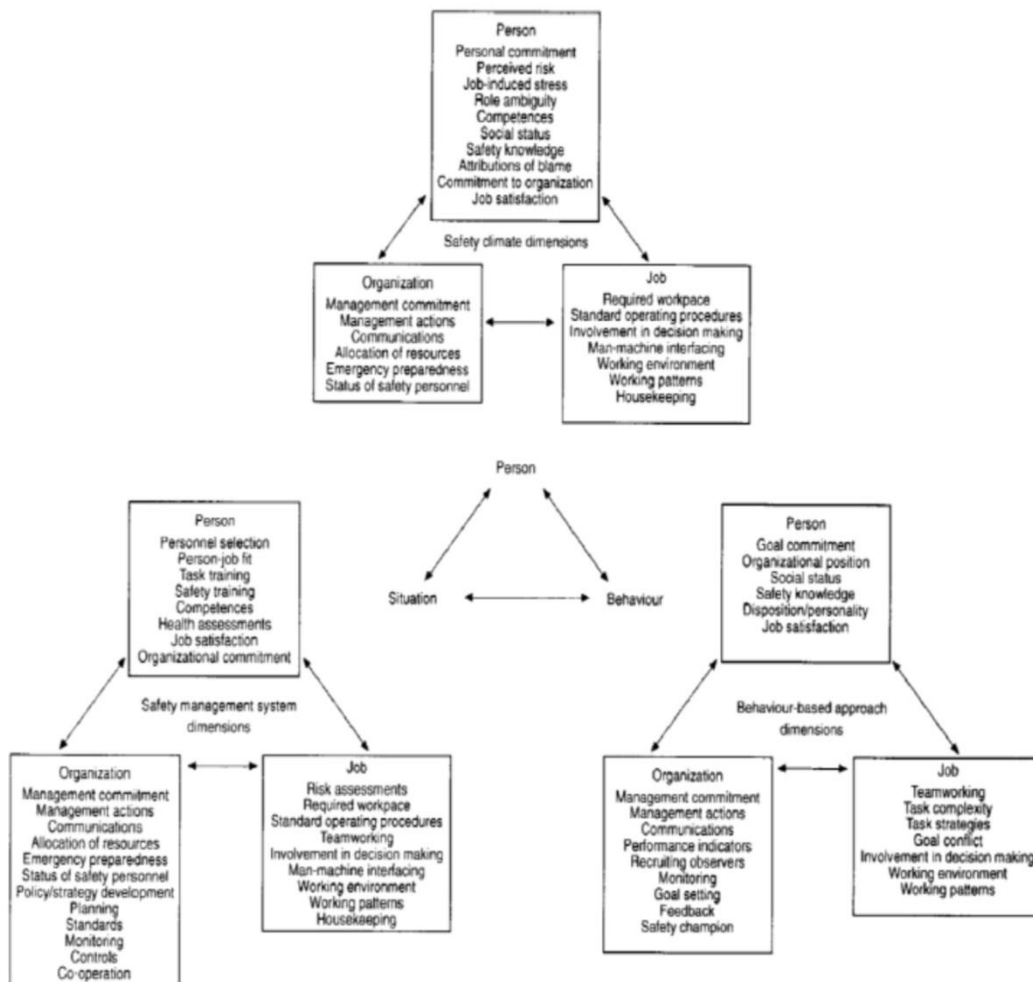 Person
Personal commitment
Perceived risk
Job-induced stress
Role ambiguity
Competences
Social status
Safety knowledge
Attributions of blame
Commitment to organization
Job satisfaction
Safety climate dimensions
Organization
Management commitment
Management actions
Communications
Allocation of resources
Emergency preparedness
Status of safety personnel
Job
Required workpace
Standard operating procedures
Involvement in decision making
Man-machine interfacing
Working environment
Working patterns
Housekeeping
Person
Situation
Behaviour
Person
Personnel selection
Person-job fit
Task training
Safety training
Competences
Health assessments
Job satisfaction
Organizational commitment
Safety management system
dimensions
Organization
Management commitment
Management actions
Communications
Allocation of resources
Emergency preparedness
Status of safety personnel
Policy/strategy development
Planning
Standards
Monitoring
Controls
Co-operation
Job
Risk assessments
Required workpace
Standard operating procedures
Teamworking
Involvement in decision making
Man-machine interfacing
Working environment
Working patterns
Housekeeping
Person
Goal commitment
Organizational position
Social status
Safety knowledge
Disposition/personality
Job satisfaction
Behaviour-based approach
dimensions
Organization
Management commitment
Management actions
Communications
Performance indicators
Recruiting observers
Monitoring
Goal setting
Feedback
Safety champion
Job
Teamworking
Task complexity
Task strategies
Goal conflict
Involvement in decision making
Working environment
Working patterns